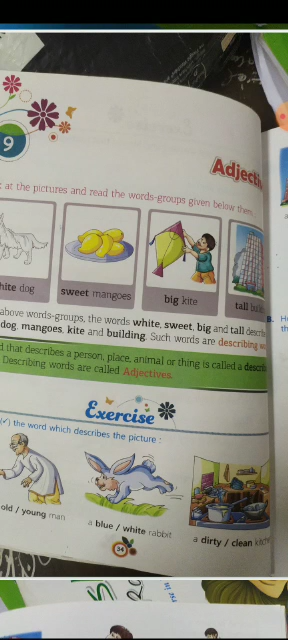 9
Adjecti
at the pictures and read the words-groups given below them
hite dog
sweet mangoes
big kite
tall
above words-groups, the words white, sweet, big and tall describ
dog, mangoes, kite and building. Such words are describing w
d that describes a person, place, animal or thing is called a describ
Describing words are called Adjectives.
Exercise
(✓) the word which describes the picture :
old / young man
a blue / white rabbit
a dirty / clean kitche
34
B. H
th